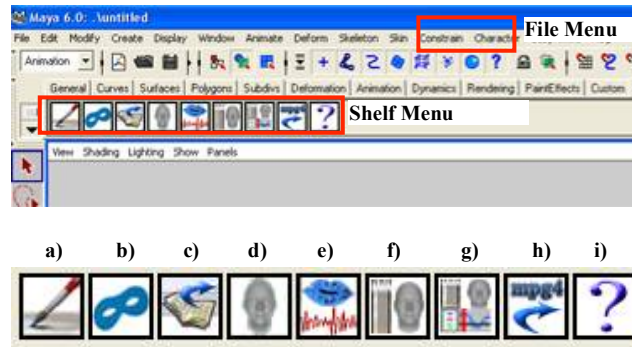 Maya 6.0: .\untitled
File Edit Modify Create Display Window Animate Deform Skeleton Skin Constrain Character
File Menu
Animation
General Curves Surfaces Polygons Subdivs Deformation Animation Dynamics Rendering PaintEffects Custom
mpg4 ?
Shelf Menu
View Shading Lighting Show Panels
a) b) c) d) e) f) g) h) i)
mpg4 ?